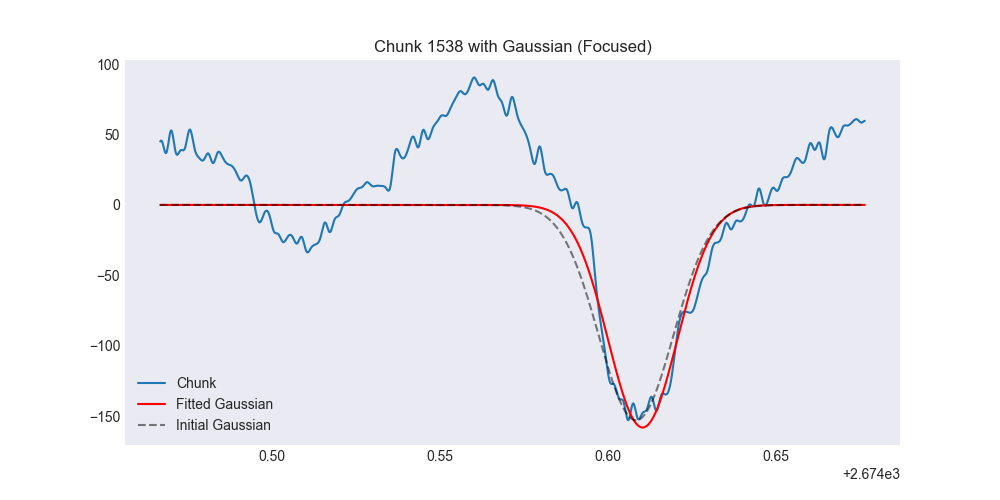 Chunk 1538 with Gaussian (Focused)
100
50
0
−50
−100
−150
Chunk
Fitted Gaussian
Initial Gaussian
0.50 0.55 0.60 0.65
+2.674e3